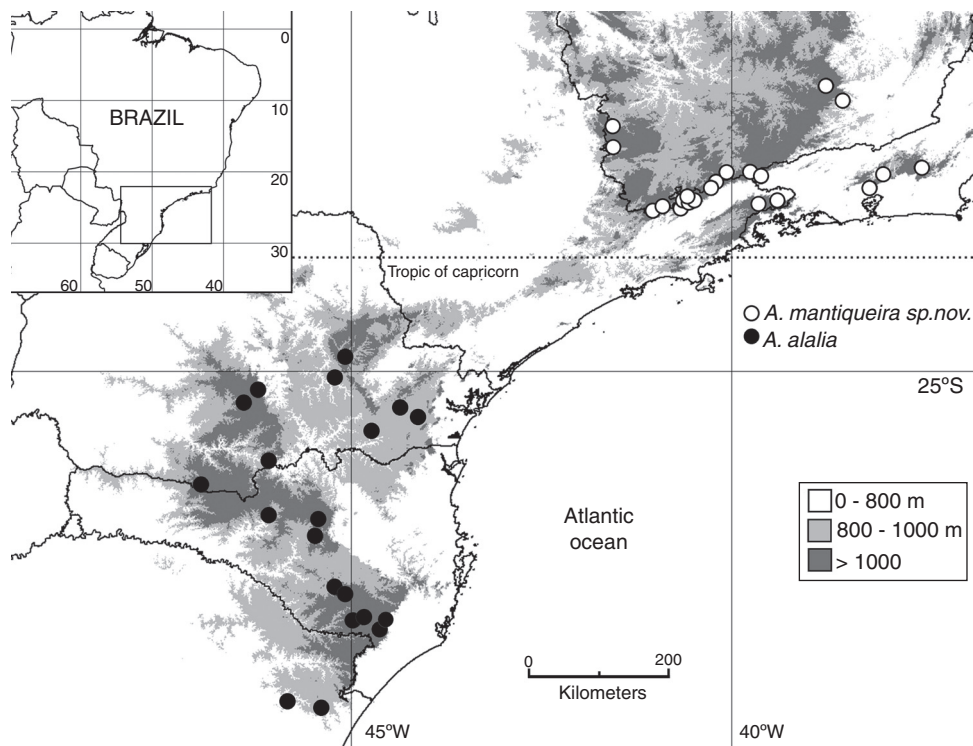 BRAZIL
0
10
20
30
60
50
40
Tropic of capricorn
A. mantiqueira sp.nov.
A. alalia
25ºS
0 - 800 m
800 - 1000 m
> 1000
Atlantic
ocean
0
200
Kilometers
45ºW
40ºW